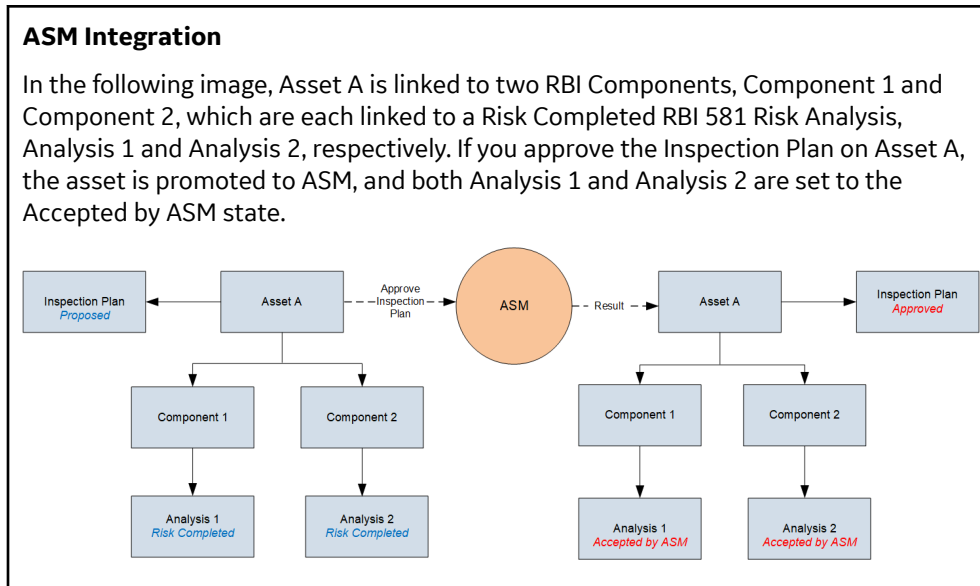 ASM Integration
In the following image, Asset A is linked to two RBI Components, Component 1 and
Component 2, which are each linked to a Risk Completed RBI 581 Risk Analysis,
Analysis 1 and Analysis 2, respectively. If you approve the Inspection Plan on Asset A,
the asset is promoted to ASM, and both Analysis 1 and Analysis 2 are set to the
Accepted by ASM state.
Inspection Plan
Proposed
Asset A
Approve
Inspection
Plan
ASM
Result
Asset A
Inspection Plan
Approved
Component 1
Component 2
Component 1
Component 2
Analysis 1
Risk Completed
Analysis 2
Risk Completed
Analysis 1
Accepted by ASM
Analysis 2
Accepted by ASM